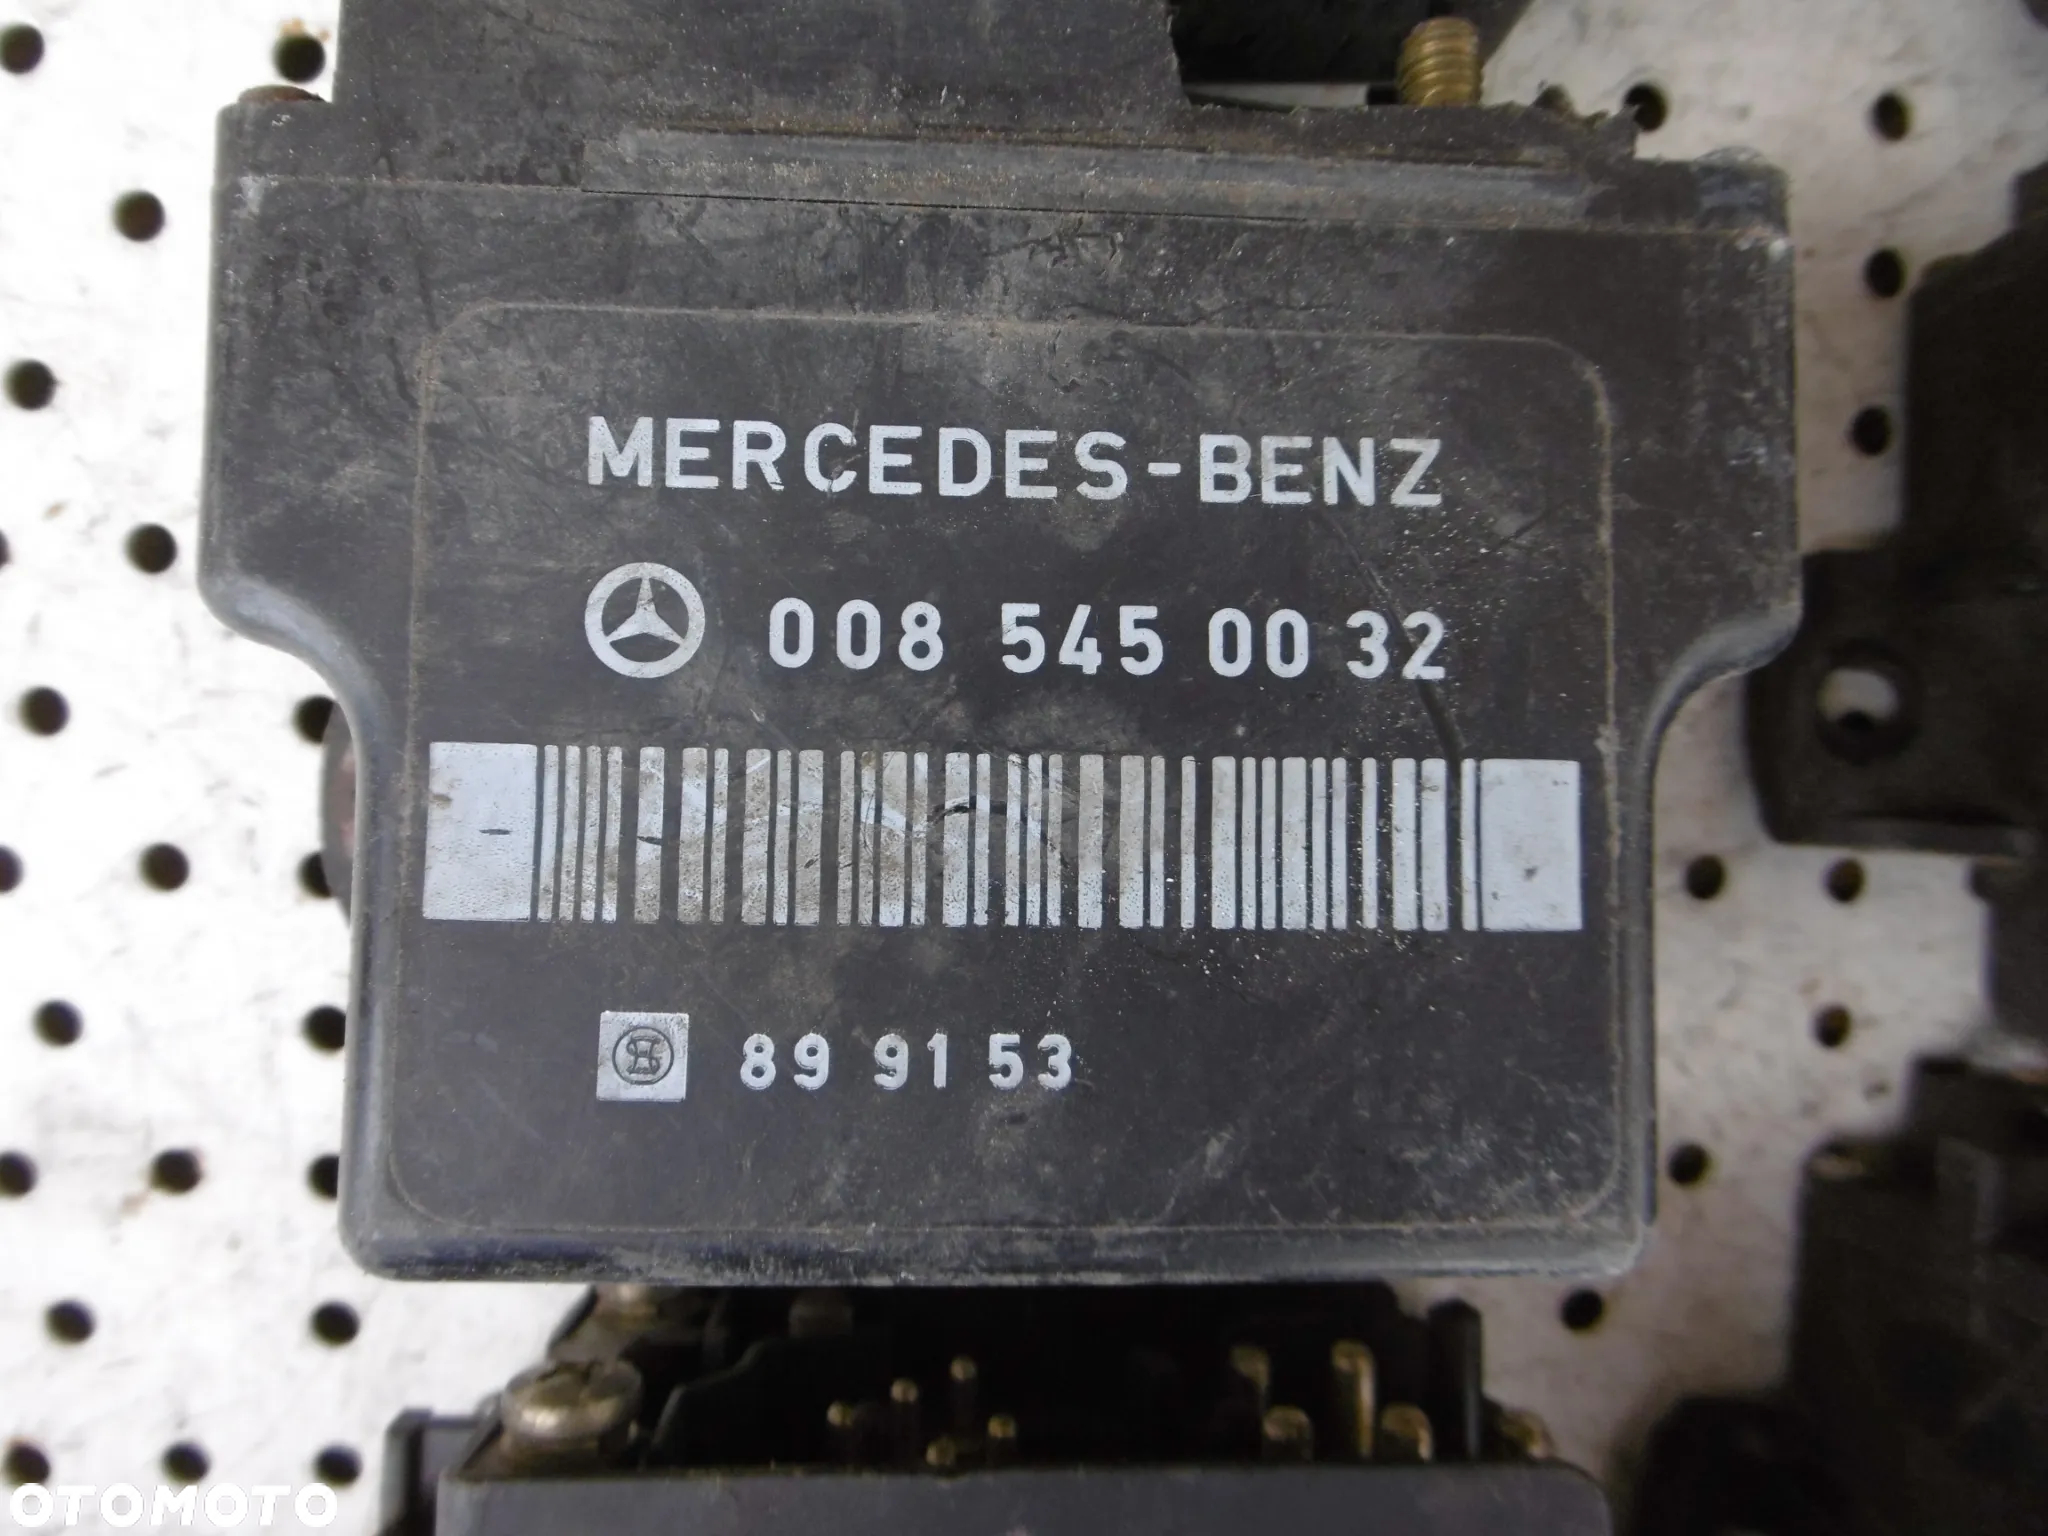 MERCEDES-BENZ
008 545 00 32
89 91 53
OTOMOTO